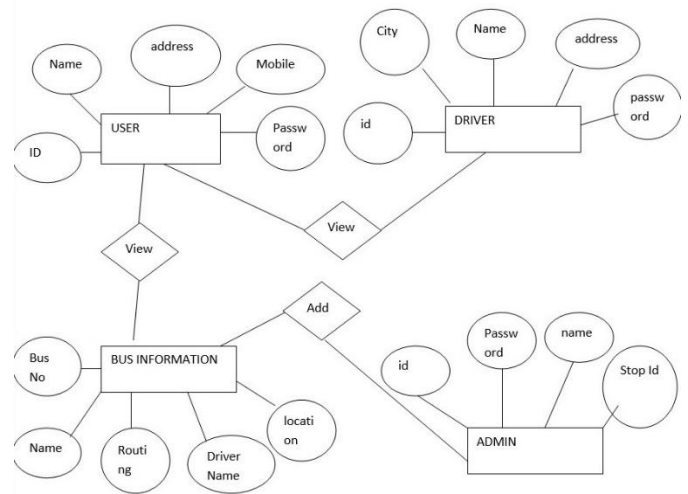 City
Name
address
address
Name
Mobile
passw
ord
USER
DRIVER
Passw
ord
id
ID
View
View
Add
Bus
No
BUS INFORMATION
Passw
ord
name
id
Stop Id
locati
on
Name
Routi
ng
Driver
Name
ADMIN